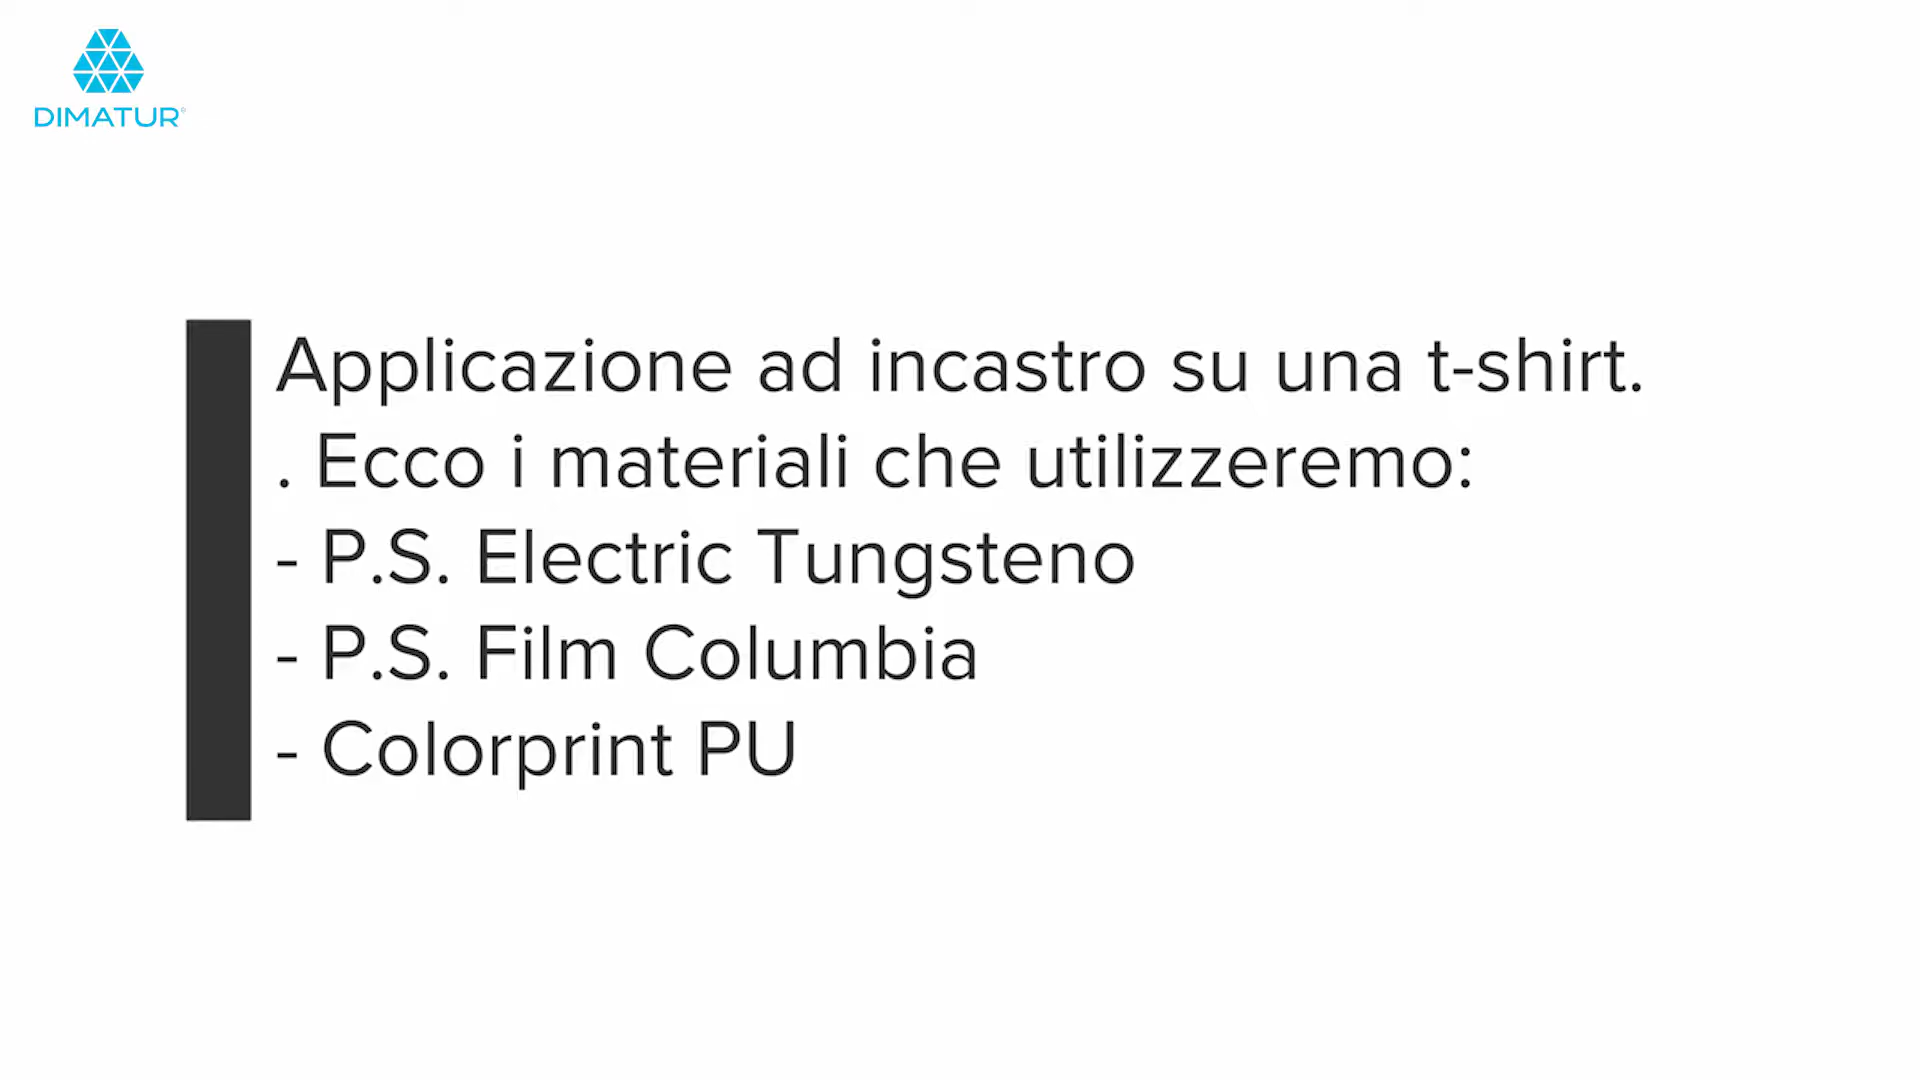 DIMATUR©
Applicazione ad incastro su una t-shirt.
. Ecco i materiali che utilizzeremo:
- P.S. Electric Tungsteno
- P.S. Film Columbia
- Colorprint PU